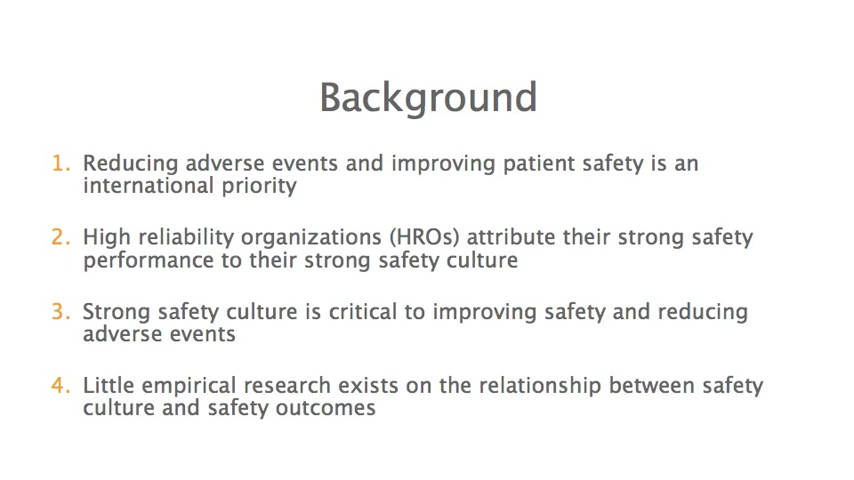 Background
1. Reducing adverse events and improving patient safety is an
international priority
2. High reliability organizations (HROs) attribute their strong safety
performance to their strong safety culture
3. Strong safety culture is critical to improving safety and reducing
adverse events
4. Little empirical research exists on the relationship between safety
culture and safety outcomes